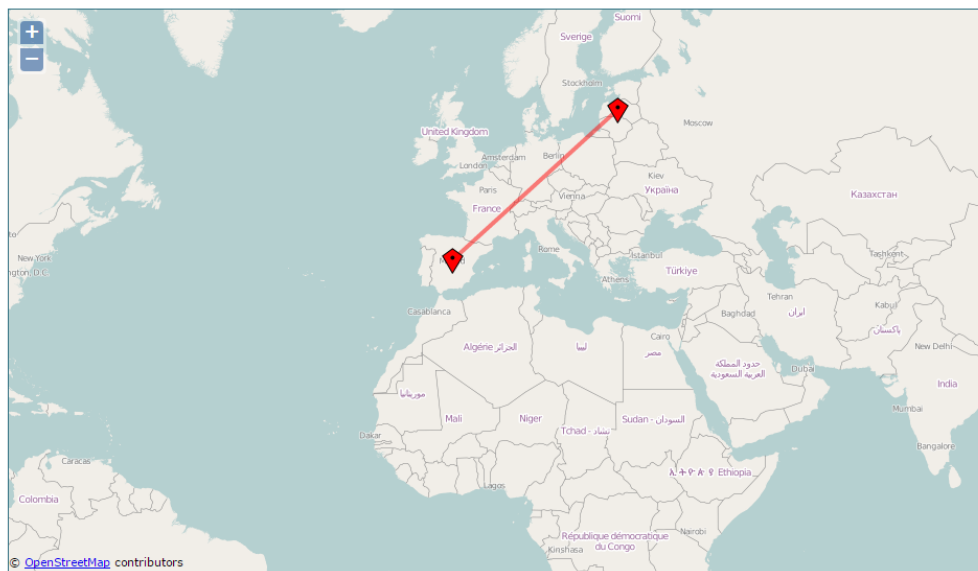 +
−
Suomi
Sverige
Stockholm
Moscow
United Kingdom
Amsterdam
Berlin
London
Kiev
Україна
Paris
Vienna
France
Казахстан
New York
Rome
Istanbul
Tashkent
Türkiye
Athens
Tehran
ایران
Kabul
پاکستان
Casablanca
Baghdad
Cairo
New Delhi
Algérie الجزائر
ليبيا
مصر
حدود المملكة
العربية السعودية
Dubai
India
موريتانيا
Mumbai
Mali
Niger
Tchad - تشاد
Sudan - السودان
Dakar
Bangalore
Caracas
Ethiopia
Colombia
Lagos
République démocratique
du Congo
Nairobi
Kinshasa
© OpenStreetMap contributors